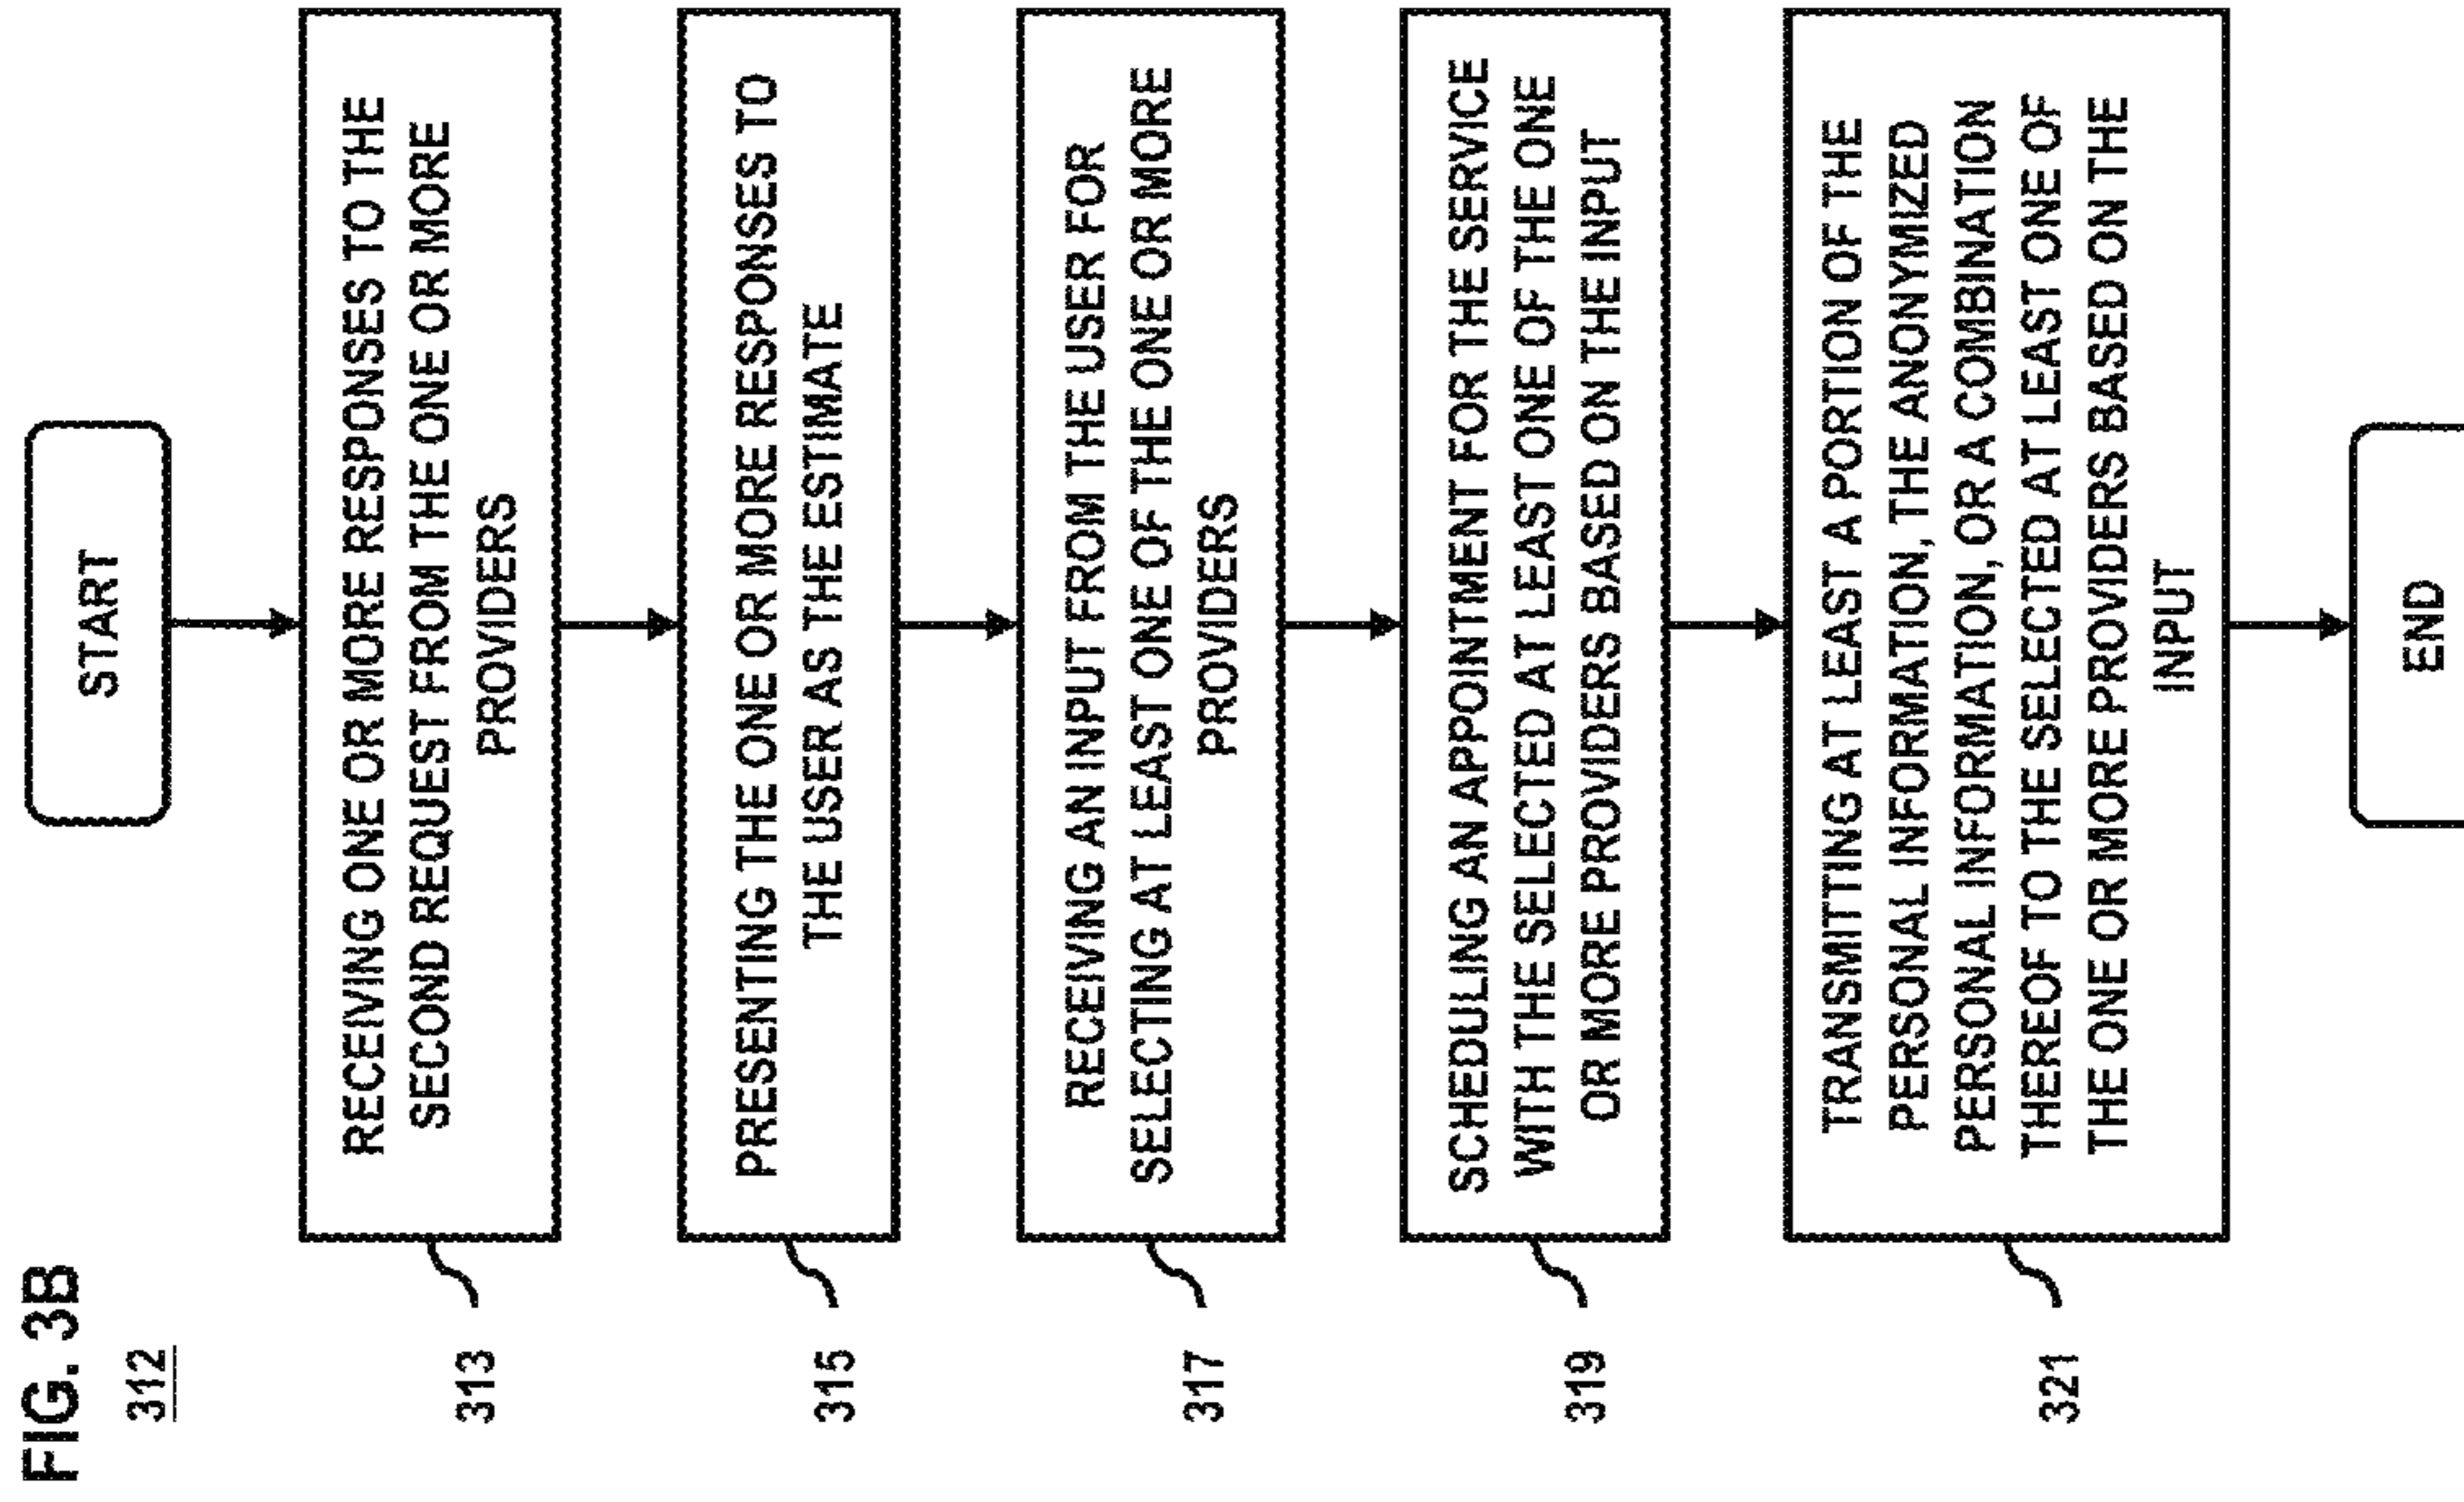 FIG. 3B
312
START
313
RECEIVING ONE OR MORE RESPONSES TO THE
SECOND REQUEST FROM THE ONE OR MORE
PROVIDERS
315
PRESENTING THE ONE OR MORE RESPONSES TO
THE USER AS THE ESTIMATE
317
RECEIVING AN INPUT FROM THE USER FOR
SELECTING AT LEAST ONE OF THE ONE OR MORE
PROVIDERS
319
SCHEDULING AN APPOINTMENT FOR THE SERVICE
WITH THE SELECTED AT LEAST ONE OF THE ONE
OR MORE PROVIDERS BASED ON THE INPUT
321
TRANSMITTING AT LEAST A PORTION OF THE
PERSONAL INFORMATION, THE ANONYMIZED
PERSONAL INFORMATION, OR A COMBINATION
THEREOF TO THE SELECTED AT LEAST ONE OF
THE ONE OR MORE PROVIDERS BASED ON THE
INPUT
END